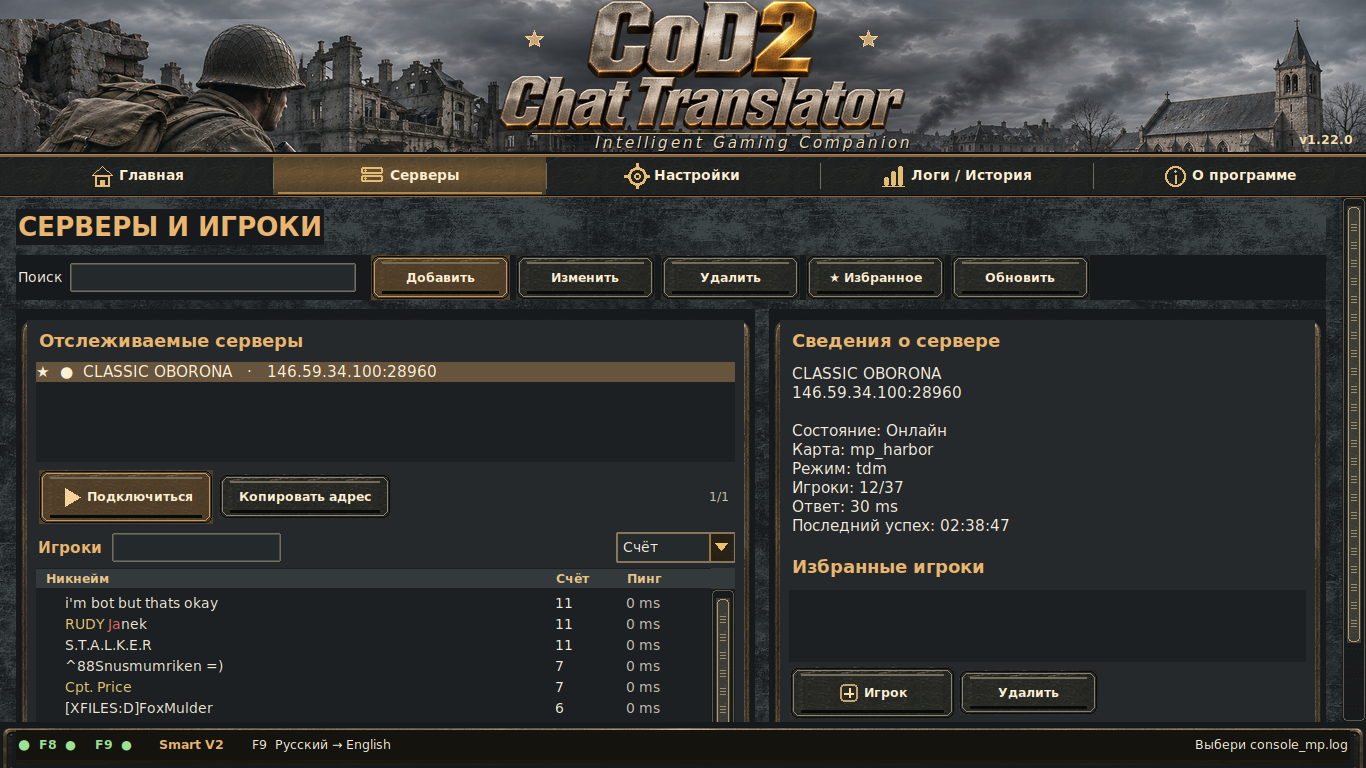 CoD2
Chat Translator
Intelligent Gaming Companion
v1.22.0
Главная
Серверы
Настройки
Логи / История
О программе
СЕРВЕРЫ И ИГРОКИ
Поиск
Добавить
Изменить
Удалить
★ Избранное
Обновить
Отслеживаемые серверы
★ ● CLASSIC OBORONA · 146.59.34.100:28960
Подключиться
Копировать адрес
1/1
Игроки
Счёт
Никнейм Счёт Пинг
i'm bot but thats okay 11 0 ms
RUDY Janek 11 0 ms
S.T.A.L.K.E.R 11 0 ms
^88Snusmumriken =) 7 0 ms
Cpt. Price 7 0 ms
[XFILES:D]FoxMulder 6 0 ms
Сведения о сервере
CLASSIC OBORONA
146.59.34.100:28960
Состояние: Онлайн
Карта: mp_harbor
Режим: tdm
Игроки: 12/37
Ответ: 30 ms
Последний успех: 02:38:47
Избранные игроки
Игрок
Удалить
● F8 ● F9 ● Smart V2 F9 Русский → English
Выбери console_mp.log